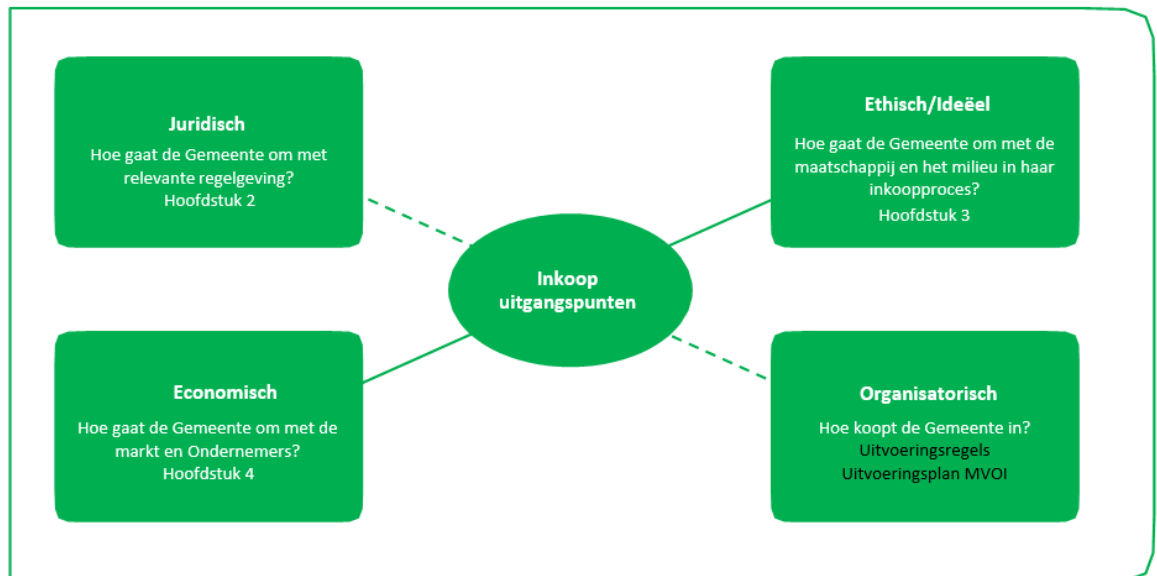 Juridisch
Hoe gaat de Gemeente om met
relevante regelgeving?
Hoofdstuk 2
Ethisch/Ideëel
Hoe gaat de Gemeente om met de
maatschappij en het milieu in haar
inkoopproces?
Hoofdstuk 3
Inkoop
uitgangspunten
Economisch
Hoe gaat de Gemeente om met de
markt en Ondernemers?
Hoofdstuk 4
Organisatorisch
Hoe koopt de Gemeente in?
Uitvoeringsregels
Uitvoeringsplan MVOI